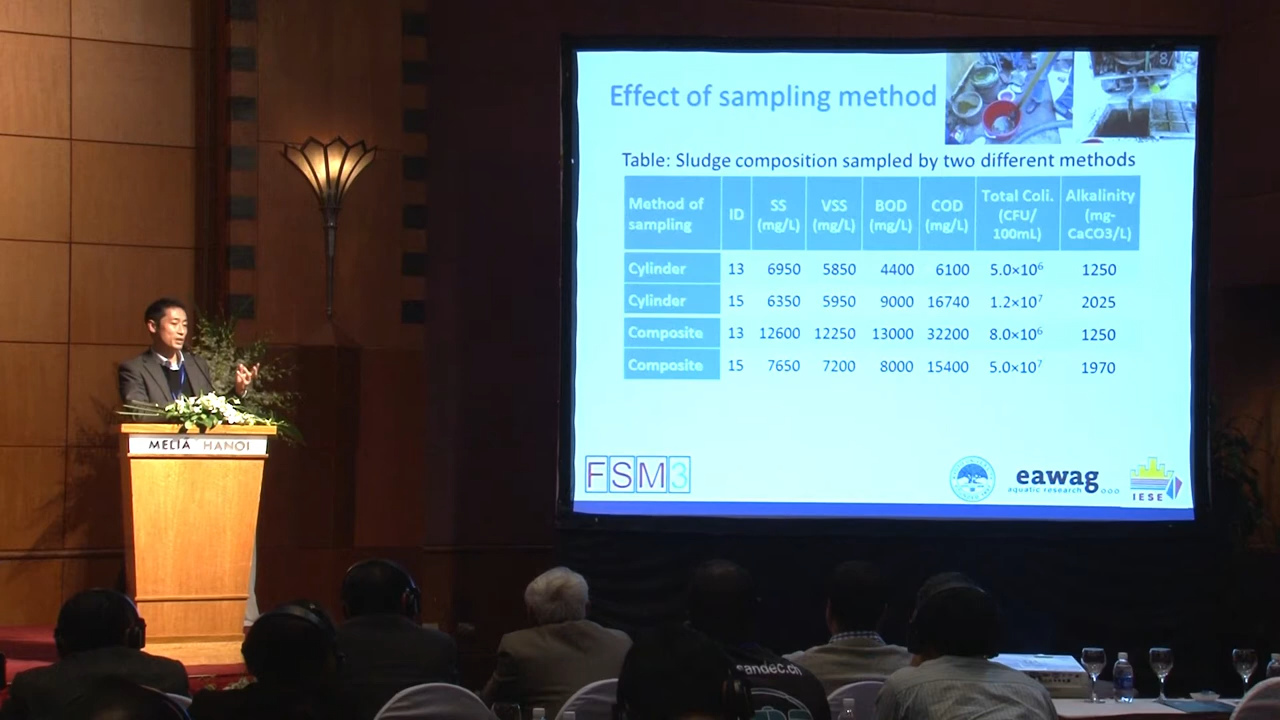 Effect of sampling method
Table: Sludge composition sampled by two different methods
Method of sampling ID SS (mg/L) VSS (mg/L) BOD (mg/L) COD (mg/L) Total Coli. (CFU/ 100mL) Alkalinity (mg-CaCO3/L)
Cylinder 13 6950 5850 4400 6100 5.0×10⁶ 1250
Cylinder 15 6350 5950 9000 16740 1.2×10⁷ 2025
Composite 13 12600 12250 13000 32200 8.0×10⁶ 1250
Composite 15 7650 7200 8000 15400 5.0×10⁷ 1970
FSM3
eawag
aquatic research
IESE
MELIÃ HANOI
sandec.ch